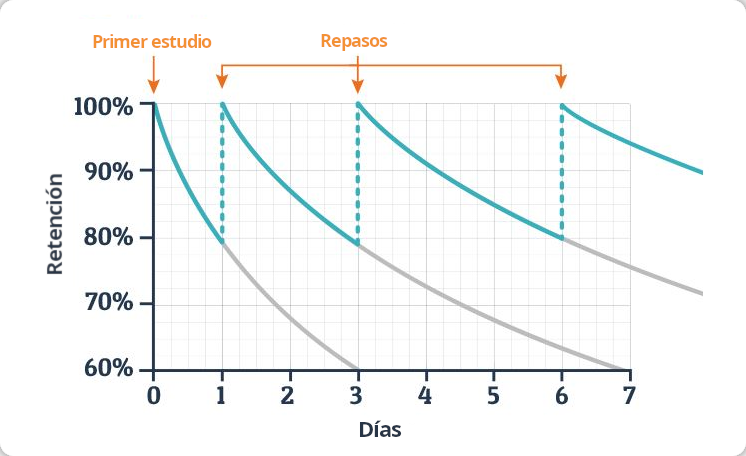 Primer estudio
Repasos
100%
90%
80%
70%
60%
Retención
0 1 2 3 4 5 6 7
Días